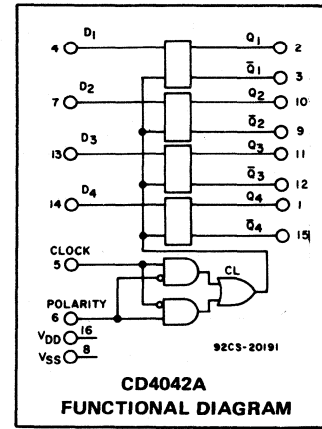 4 D1 Q1 2
Q̅1 3
7 D2 Q2 10
Q̅2 9
13 D3 Q3 11
Q̅3 12
14 D4 Q4 1
Q̅4 15
CLOCK
5
CL
POLARITY
6
VDD 16
VSS 8
92CS-20191
CD4042A
FUNCTIONAL DIAGRAM